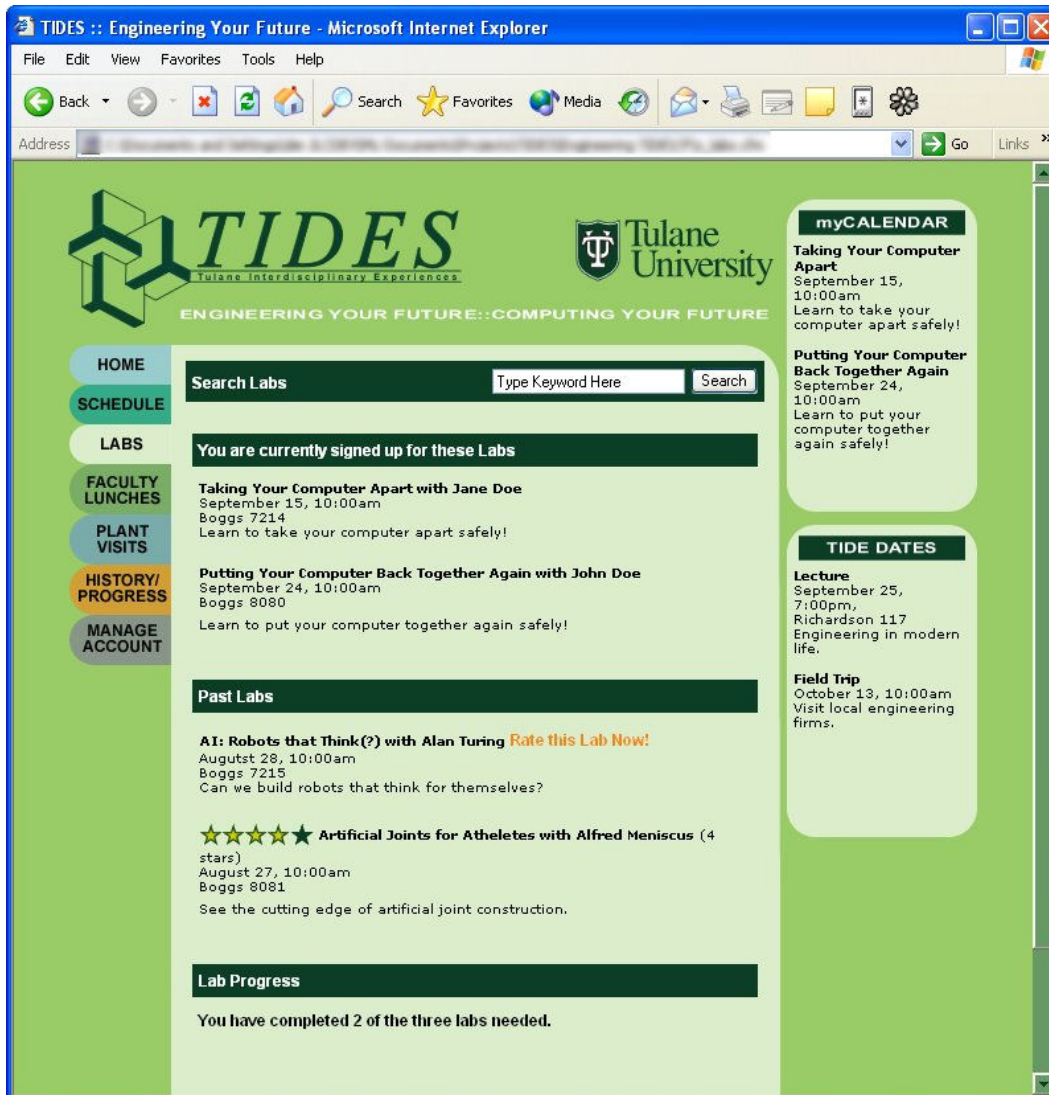 TIDES :: Engineering Your Future - Microsoft Internet Explorer
File Edit View Favorites Tools Help
Back Search Favorites Media
Address Go Links »
TIDES
Tulane Interdisciplinary Experiences
Tulane
University
ENGINEERING YOUR FUTURE::COMPUTING YOUR FUTURE
HOME
SCHEDULE
LABS
FACULTY
LUNCHES
PLANT
VISITS
HISTORY/
PROGRESS
MANAGE
ACCOUNT
Search Labs Type Keyword Here Search
You are currently signed up for these Labs
Taking Your Computer Apart with Jane Doe
September 15, 10:00am
Boggs 7214
Learn to take your computer apart safely!
Putting Your Computer Back Together Again with John Doe
September 24, 10:00am
Boggs 8080
Learn to put your computer together again safely!
Past Labs
AI: Robots that Think(?) with Alan Turing Rate this Lab Now!
Augutst 28, 10:00am
Boggs 7215
Can we build robots that think for themselves?
Artificial Joints for Atheletes with Alfred Meniscus (4
stars)
August 27, 10:00am
Boggs 8081
See the cutting edge of artificial joint construction.
Lab Progress
You have completed 2 of the three labs needed.
myCALENDAR
Taking Your Computer
Apart
September 15,
10:00am
Learn to take your
computer apart safely!
Putting Your Computer
Back Together Again
September 24,
10:00am
Learn to put your
computer together
again safely!
TIDE DATES
Lecture
September 25,
7:00pm,
Richardson 117
Engineering in modern
life.
Field Trip
October 13, 10:00am
Visit local engineering
firms.